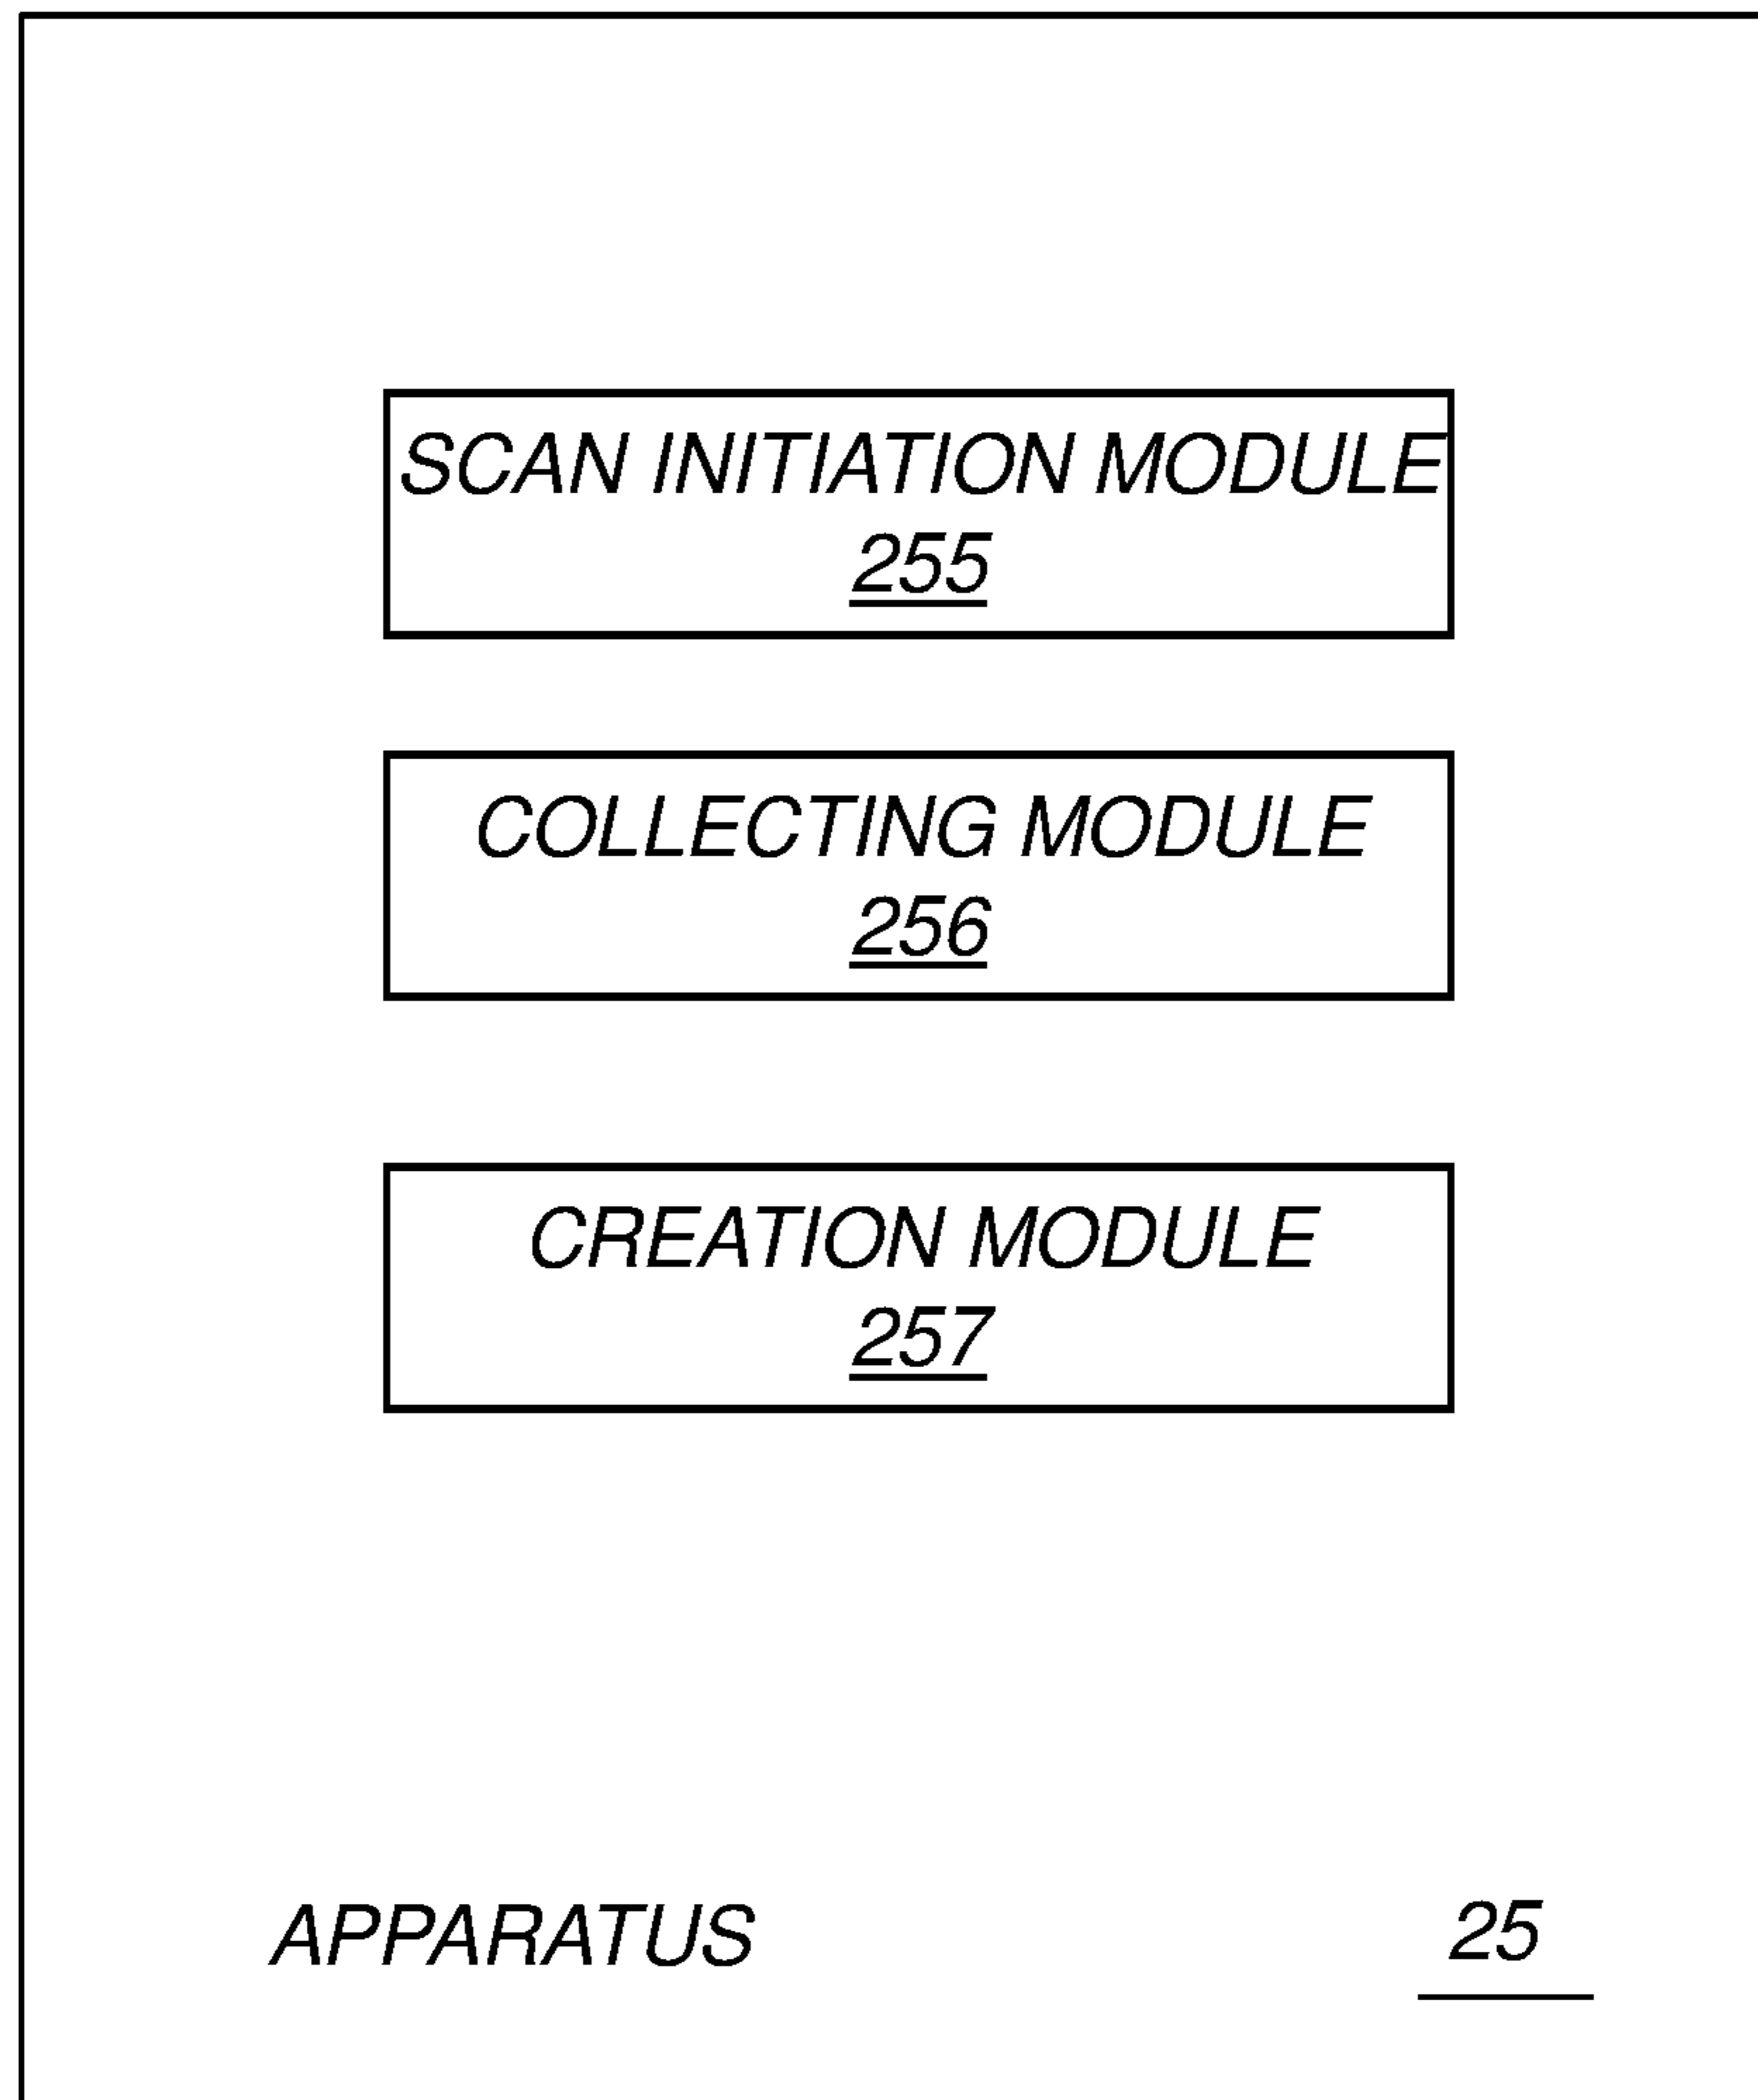 SCAN INITIATION MODULE
255
COLLECTING MODULE
256
CREATION MODULE
257
APPARATUS 25